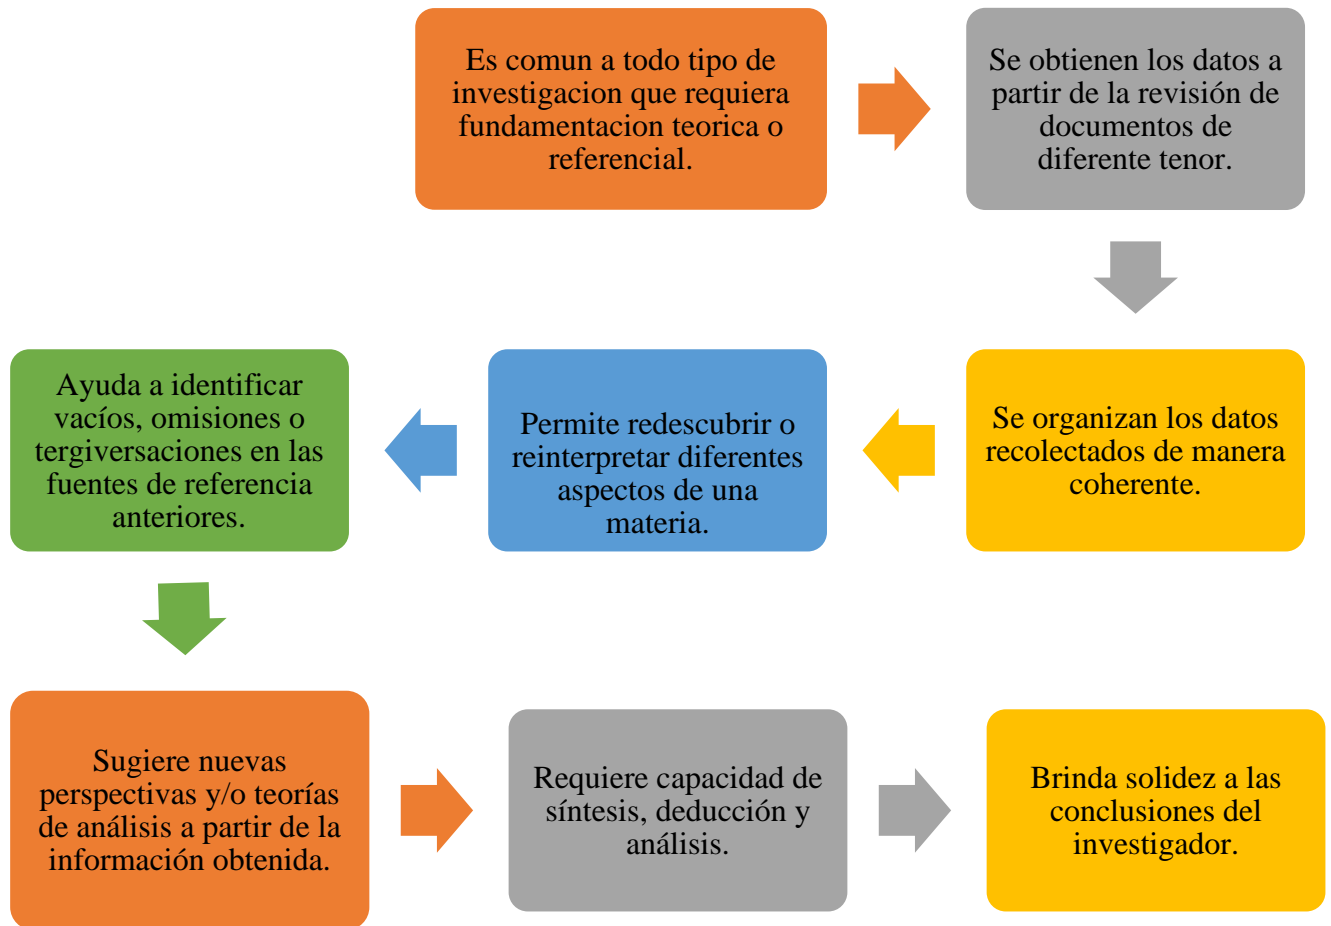 Es comun a todo tipo de
investigacion que requiera
fundamentacion teorica o
referencial.
Se obtienen los datos a
partir de la revisión de
documentos de
diferente tenor.
Se organizan los datos
recolectados de manera
coherente.
Permite redescubrir o
reinterpretar diferentes
aspectos de una
materia.
Ayuda a identificar
vacíos, omisiones o
tergiversaciones en las
fuentes de referencia
anteriores.
Sugiere nuevas
perspectivas y/o teorías
de análisis a partir de la
información obtenida.
Requiere capacidad de
síntesis, deducción y
análisis.
Brinda solidez a las
conclusiones del
investigador.